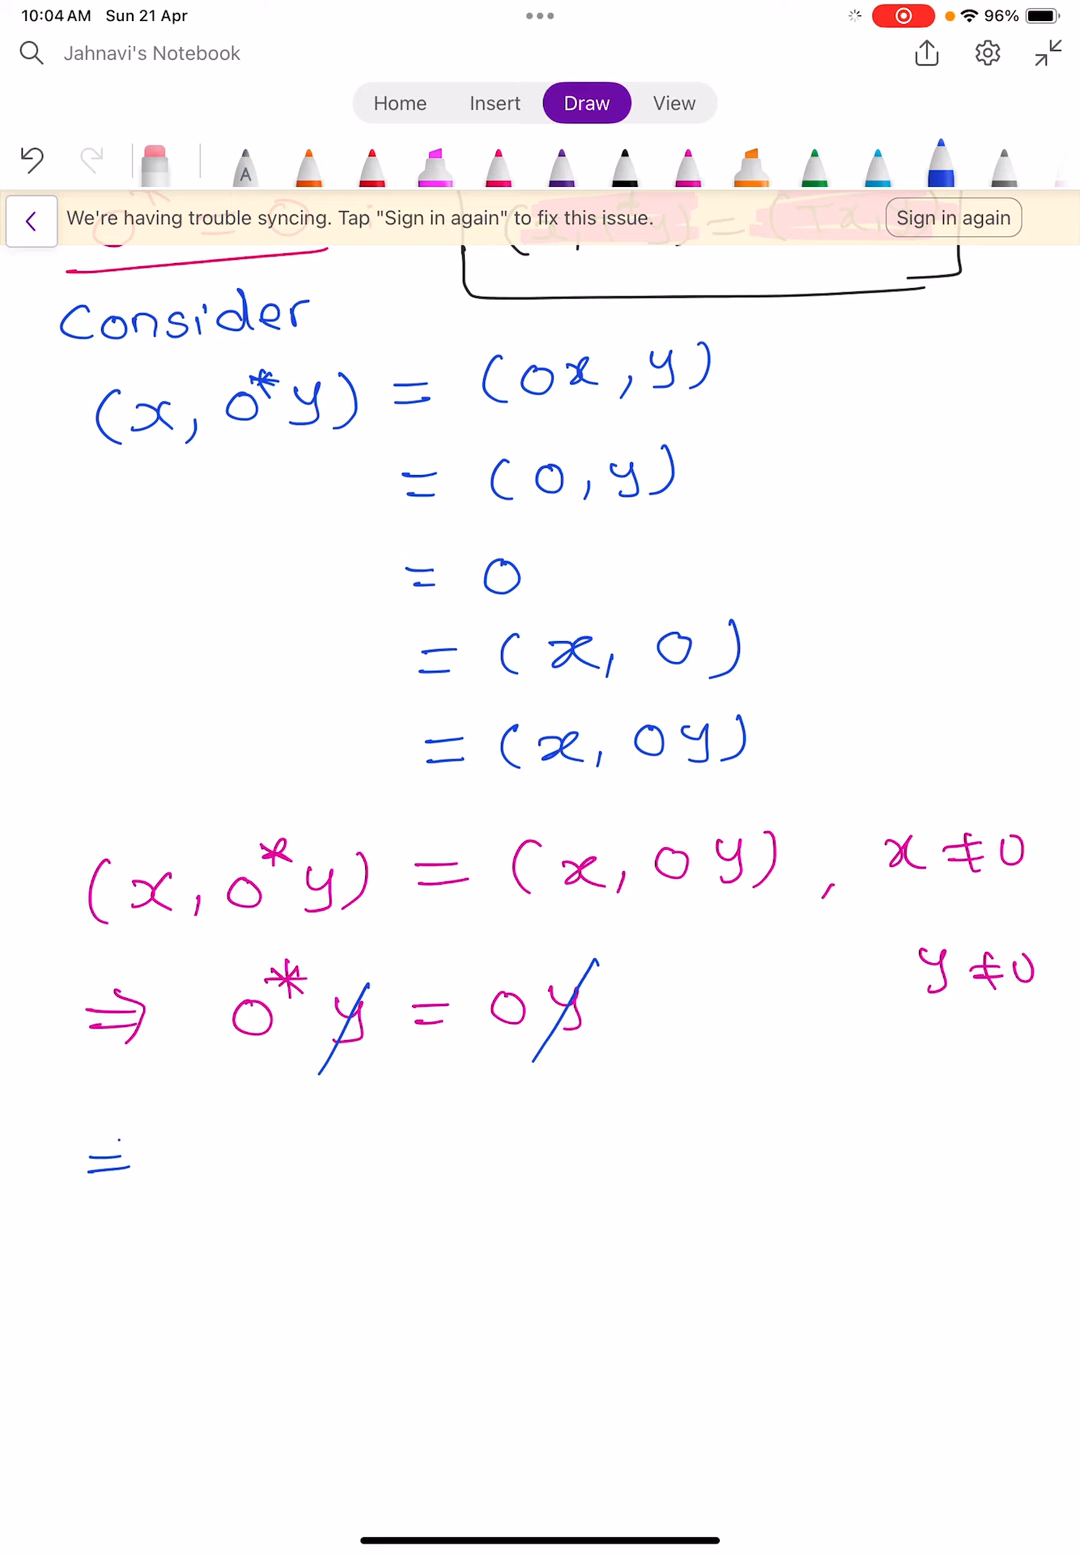 10:04 AM Sun 21 Apr 96%
Jahnavi's Notebook
Home Insert Draw View
A
We're having trouble syncing. Tap "Sign in again" to fix this issue. Sign in again
Consider
(x, 0*y) = (0x, y)
= (0, y)
= 0
= (x, 0)
= (x, 0y)
(x, 0*y) = (x, 0y), x ≠ 0
y ≠ 0
⇒ 0*y = 0y
=